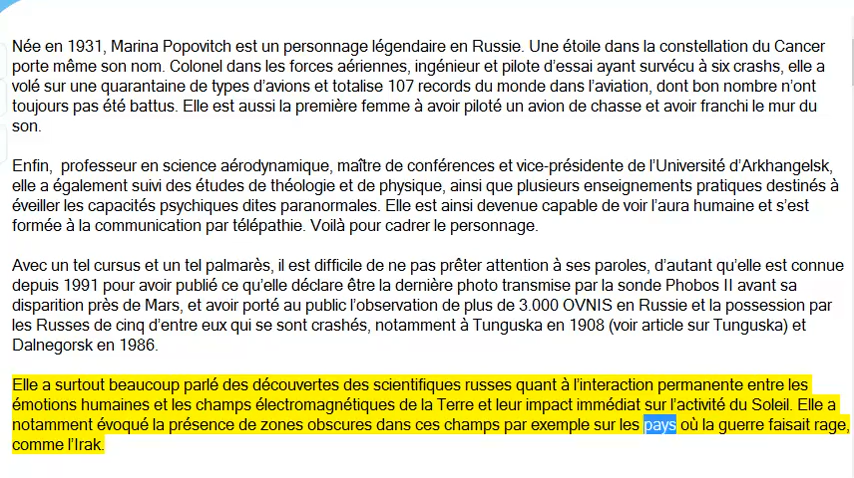 Née en 1931, Marina Popovitch est un personnage légendaire en Russie. Une étoile dans la constellation du Cancer
porte même son nom. Colonel dans les forces aériennes, ingénieur et pilote d’essai ayant survécu à six crashs, elle a
volé sur une quarantaine de types d’avions et totalise 107 records du monde dans l’aviation, dont bon nombre n’ont
toujours pas été battus. Elle est aussi la première femme à avoir piloté un avion de chasse et avoir franchi le mur du
son.
Enfin, professeur en science aérodynamique, maître de conférences et vice-présidente de l’Université d’Arkhangelsk,
elle a également suivi des études de théologie et de physique, ainsi que plusieurs enseignements pratiques destinés à
éveiller les capacités psychiques dites paranormales. Elle est ainsi devenue capable de voir l’aura humaine et s’est
formée à la communication par télépathie. Voilà pour cadrer le personnage.
Avec un tel cursus et un tel palmarès, il est difficile de ne pas prêter attention à ses paroles, d’autant qu’elle est connue
depuis 1991 pour avoir publié ce qu’elle déclare être la dernière photo transmise par la sonde Phobos II avant sa
disparition près de Mars, et avoir porté au public l’observation de plus de 3.000 OVNIS en Russie et la possession par
les Russes de cinq d’entre eux qui se sont crashés, notamment à Tunguska en 1908 (voir article sur Tunguska) et
Dalnegorsk en 1986.
Elle a surtout beaucoup parlé des découvertes des scientifiques russes quant à l’interaction permanente entre les
émotions humaines et les champs électromagnétiques de la Terre et leur impact immédiat sur l’activité du Soleil. Elle a
notamment évoqué la présence de zones obscures dans ces champs par exemple sur les pays où la guerre faisait rage,
comme l’Irak.